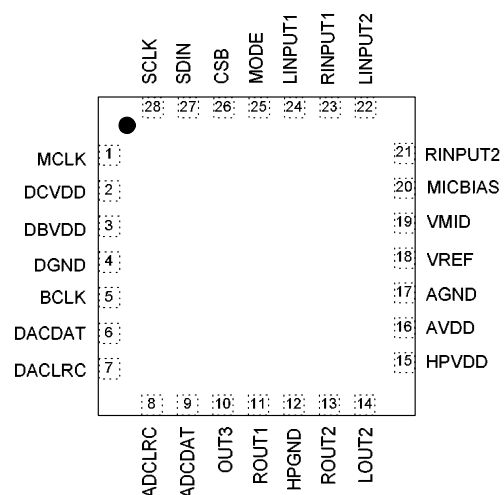 SCLK
SDIN
CSB
MODE
LINPUT1
RINPUT1
LINPUT2
28
27
26
25
24
23
22
MCLK 1
DCVDD 2
DBVDD 3
DGND 4
BCLK 5
DACDAT 6
DACLRC 7
21 RINPUT2
20 MICBIAS
19 VMID
18 VREF
17 AGND
16 AVDD
15 HPVDD
8
9
10
11
12
13
14
ADCLRC
ADCDAT
OUT3
ROUT1
HPGND
ROUT2
LOUT2